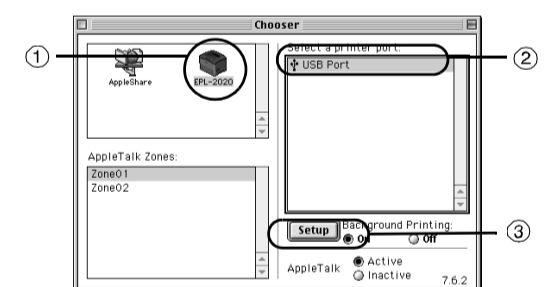 Chooser
1
AppleShare
EPL-2020
Select a printer port:
USB Port
2
AppleTalk Zones:
Zone01
Zone02
Setup
Background Printing:
On
Off
3
AppleTalk
Active
Inactive
7.6.2